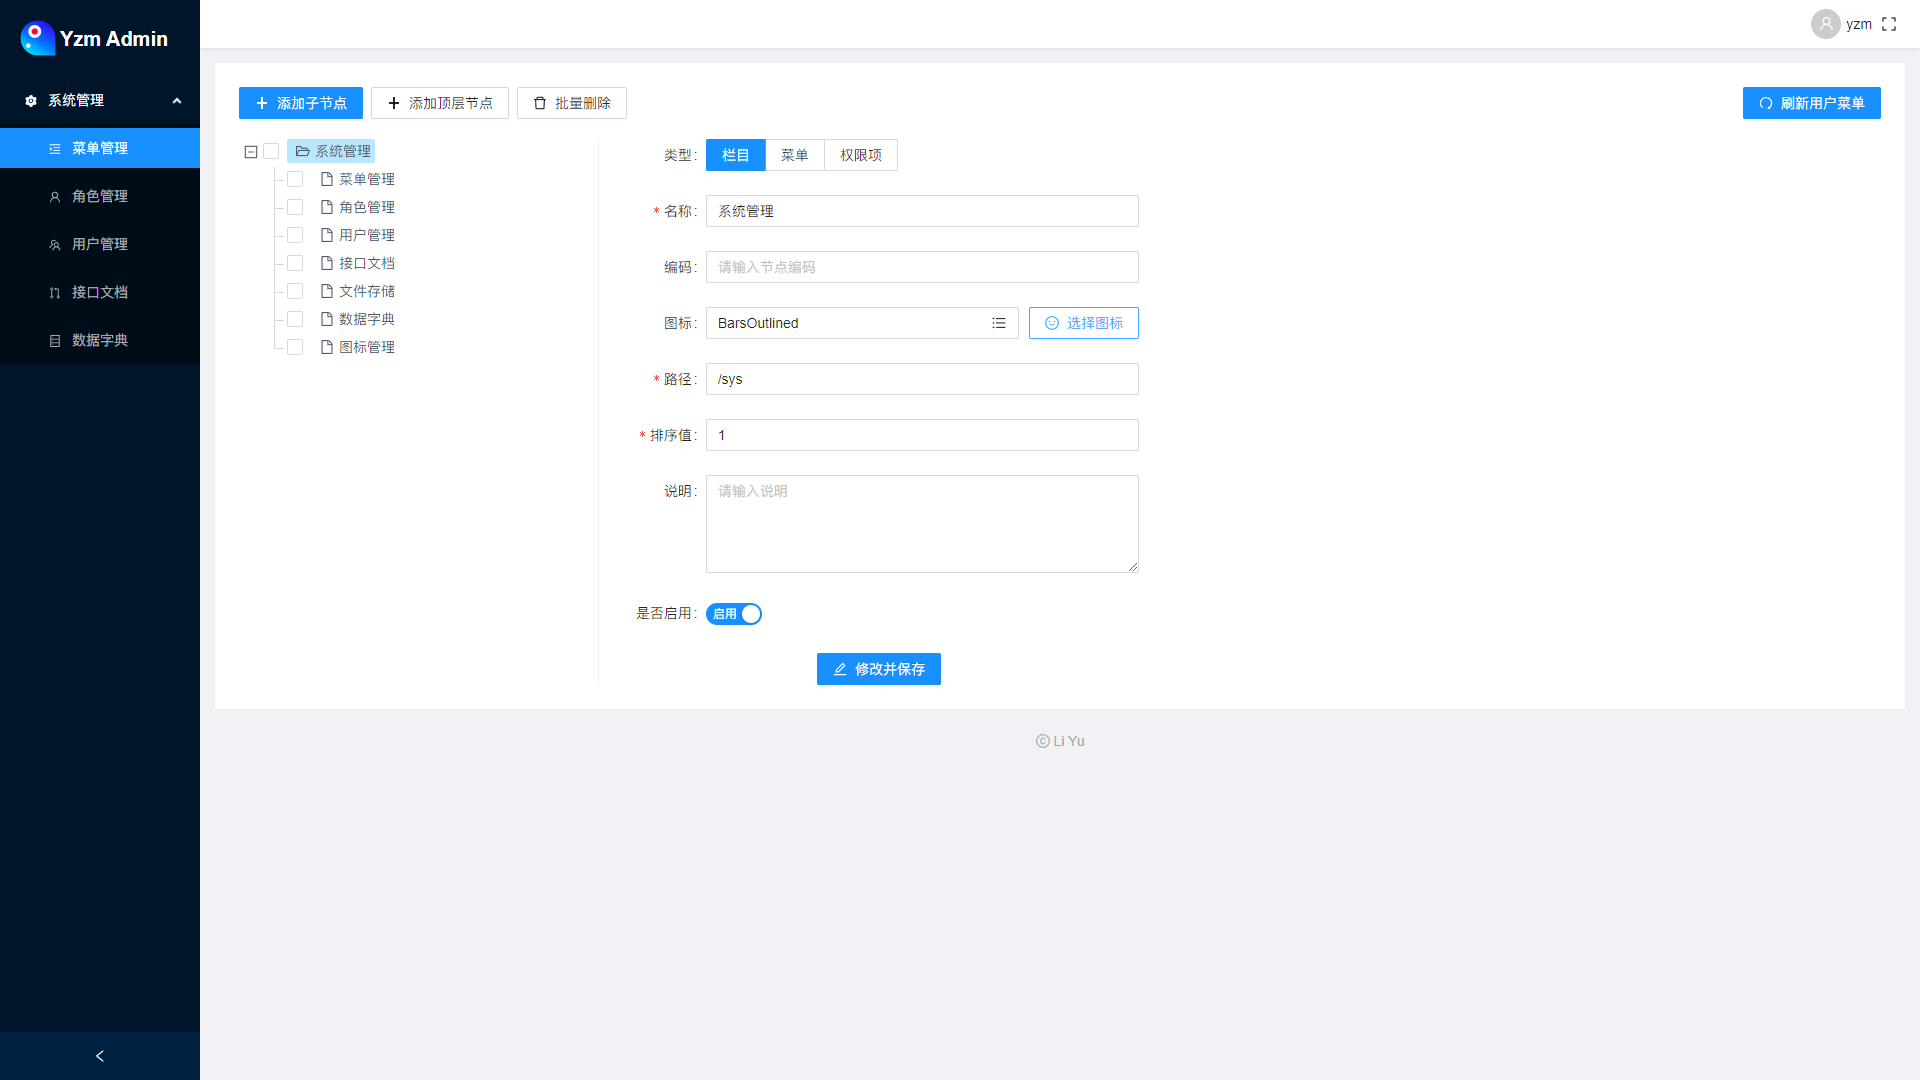 Yzm Admin
系统管理
菜单管理
角色管理
用户管理
接口文档
数据字典
yzm
添加子节点
添加顶层节点
批量删除
刷新用户菜单
系统管理
菜单管理
角色管理
用户管理
接口文档
文件存储
数据字典
图标管理
类型: 栏目 菜单 权限项
* 名称: 系统管理
编码: 请输入节点编码
图标: BarsOutlined 选择图标
* 路径: /sys
* 排序值: 1
说明: 请输入说明
是否启用: 启用
修改并保存
© Li Yu